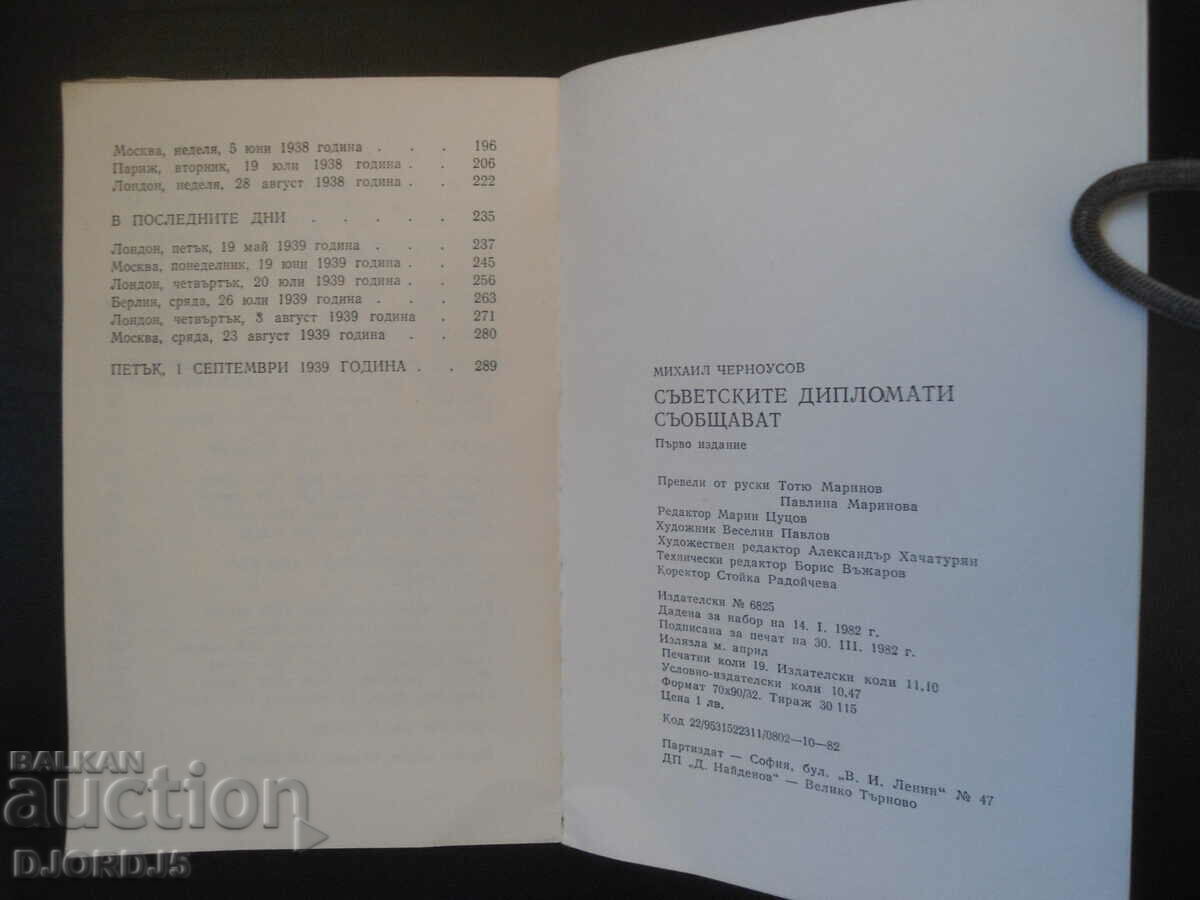 Москва, неделя, 5 юни 1938 година . . . 196
Париж, вторник, 19 юли 1938 година . . 206
Лондон, неделя, 28 август 1938 година . . 222
В ПОСЛЕДНИТЕ ДНИ . . . . . 235
Лондон, петък, 19 май 1939 година . . . 237
Москва, понеделник, 19 юни 1939 година . . 245
Лондон, четвъртък, 20 юли 1939 година . . 256
Берлин, сряда, 26 юли 1939 година . . . 263
Лондон, четвъртък, 3 август 1939 година . 271
Москва, сряда, 23 август 1939 година . . 280
ПЕТЪК, 1 СЕПТЕМВРИ 1939 ГОДИНА . . 289
МИХАИЛ ЧЕРНОУСОВ
СЪВЕТСКИТЕ ДИПЛОМАТИ
СЪОБЩАВАТ
Първо издание
Превели от руски Тотю Маринов
Павлина Маринова
Редактор Марин Цуцов
Художник Веселин Павлов
Художествен редактор Александър Хачатурян
Технически редактор Борис Въжаров
Коректор Стойка Радойчева
Издателски № 6825
Дадена за набор на 14. I. 1982 г.
Подписана за печат на 30. III. 1982 г.
Излязла м. април
Печатни коли 19. Издателски коли 11,10
Условно-издателски коли 10,47
Формат 70x90/32. Тираж 30 115
Цена 1 лв.
Код 22/9531522311/0802—10—82
Партиздат — София, бул. „В. И. Ленин“ № 47
ДП „Д. Найденов“ — Велико Търново
BALKAN
auction
DJORDJ5